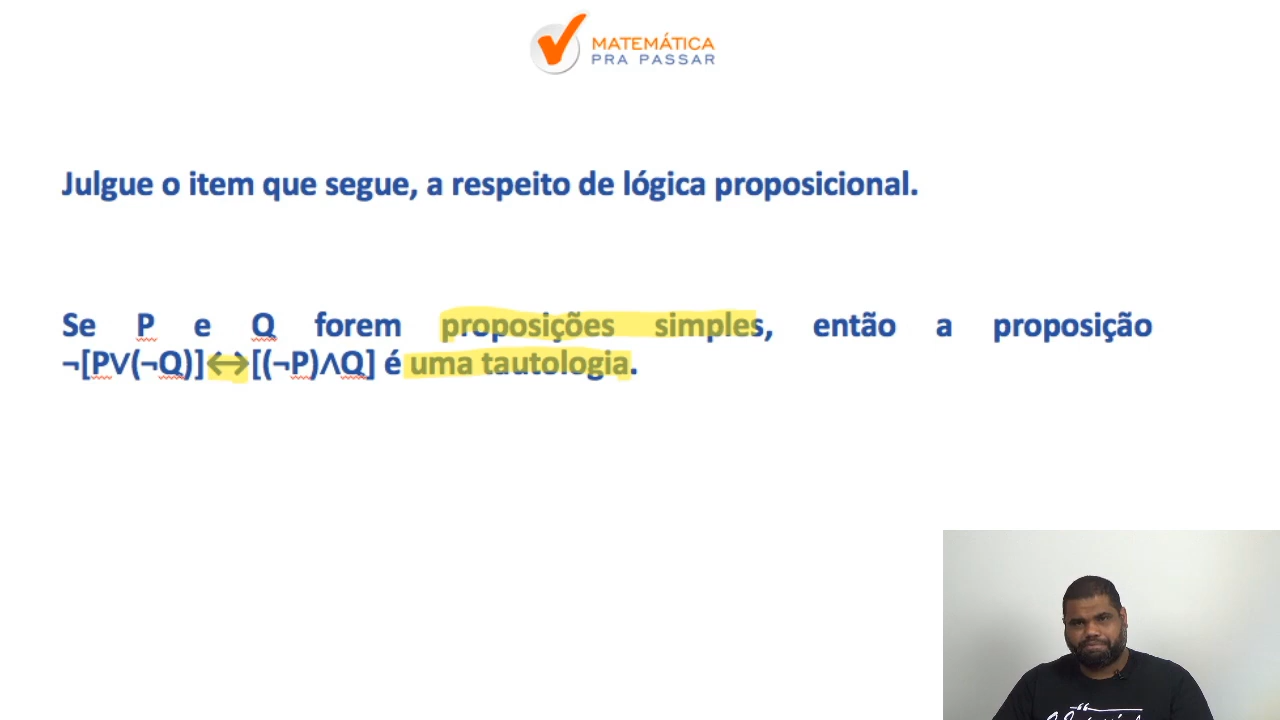 MATEMÁTICA
PRA PASSAR
Julgue o item que segue, a respeito de lógica proposicional.
Se P e Q forem proposições simples, então a proposição
¬[P∨(¬Q)]↔[(¬P)∧Q] é uma tautologia.